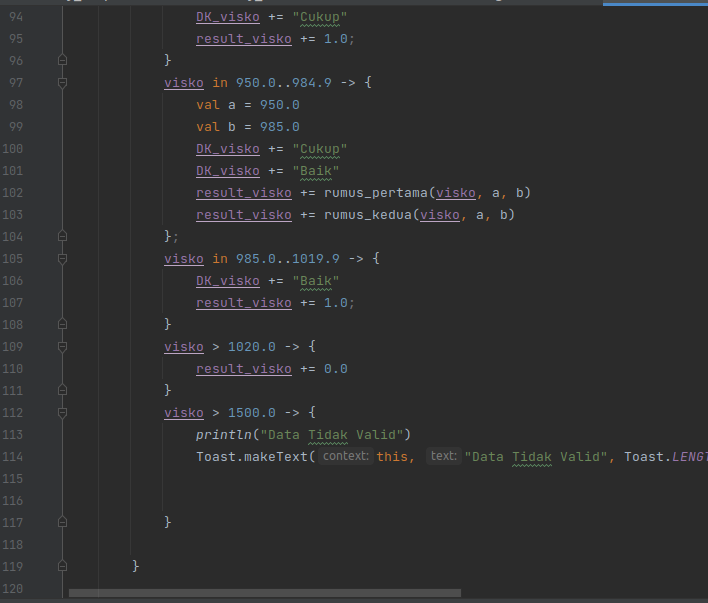 94 DK_visko += "Cukup"
95 result_visko += 1.0;
96 }
97 visko in 950.0..984.9 -> {
98 val a = 950.0
99 val b = 985.0
100 DK_visko += "Cukup"
101 DK_visko += "Baik"
102 result_visko += rumus_pertama(visko, a, b)
103 result_visko += rumus_kedua(visko, a, b)
104 };
105 visko in 985.0..1019.9 -> {
106 DK_visko += "Baik"
107 result_visko += 1.0;
108 }
109 visko > 1020.0 -> {
110 result_visko += 0.0
111 }
112 visko > 1500.0 -> {
113 println("Data Tidak Valid")
114 Toast.makeText( context: this, text: "Data Tidak Valid", Toast.LENGT
115
116
117 }
118
119 }
120